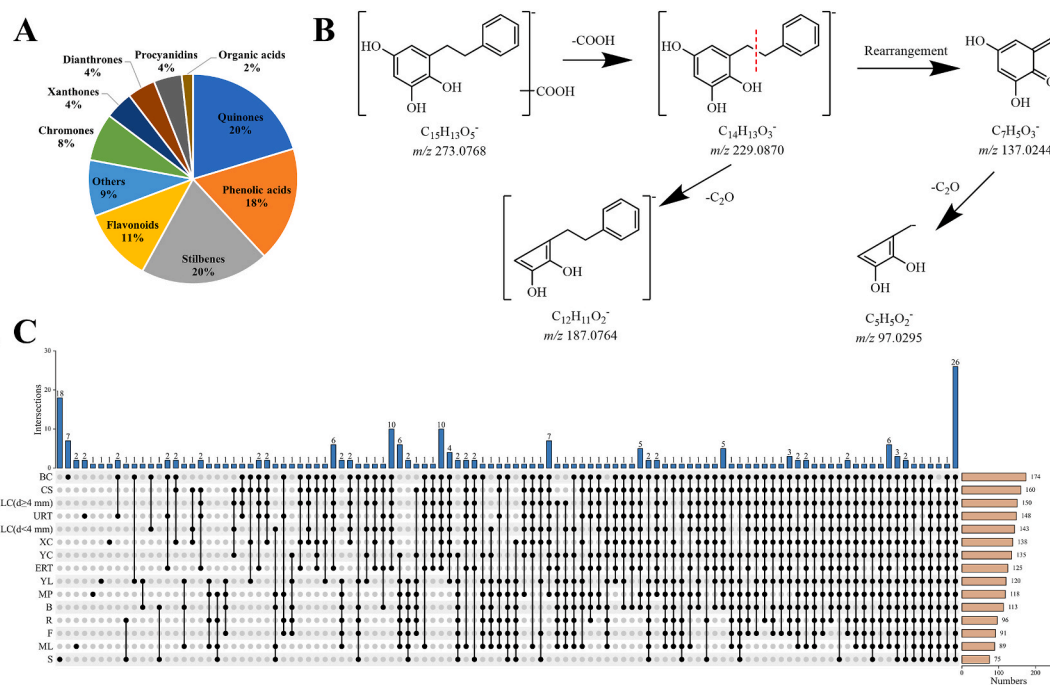 A
Procyanidins
4%
Organic acids
2%
Dianthrones
4%
Xanthones
4%
Chromones
8%
Others
9%
Flavonoids
11%
Stilbenes
20%
Phenolic acids
18%
Quinones
20%
B
HO
OH
OH
COOH
C15H13O5-
m/z 273.0768
-COOH
HO
OH
OH
C14H13O3-
m/z 229.0870
Rearrangement
HO
O
OH
C7H5O3-
m/z 137.0244
-C2O
OH
OH
C12H11O2-
m/z 187.0764
-C2O
OH
OH
C5H5O2-
m/z 97.0295
C
Intersections
30
20
10
0
18
7
26
BC
CS
LC(d≥4 mm)
URT
LC(d<4 mm)
XC
YC
ERT
YL
MP
B
R
F
ML
S
174
160
150
148
143
138
135
125
120
118
113
96
91
89
75
0 100 200
Numbers